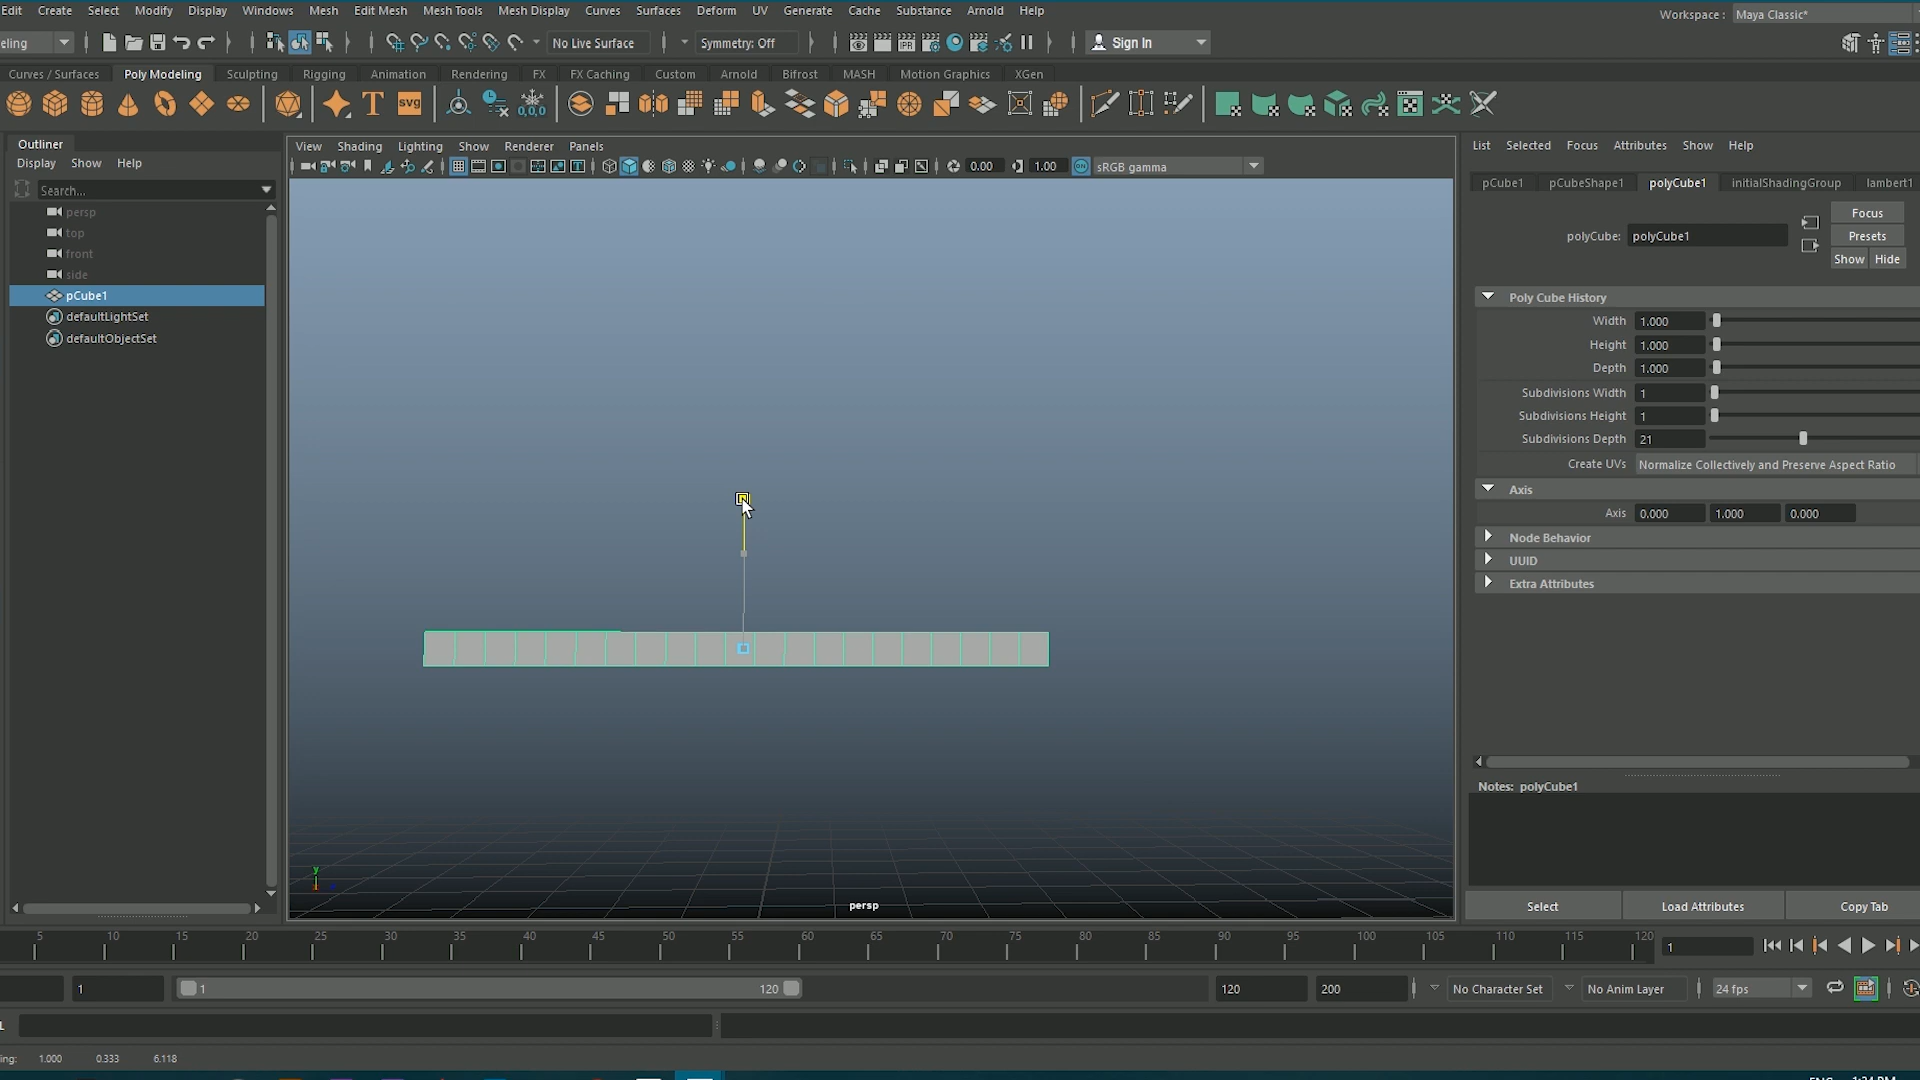 Edit Create Select Modify Display Windows Mesh Edit Mesh Mesh Tools Mesh Display Curves Surfaces Deform UV Generate Cache Substance Arnold Help
Workspace : Maya Classic*
eling No Live Surface Symmetry: Off Sign In
Curves / Surfaces Poly Modeling Sculpting Rigging Animation Rendering FX FX Caching Custom Arnold Bifrost MASH Motion Graphics XGen
T svg 0,0,0
Outliner
Display Show Help
Search...
persp
top
front
side
pCube1
defaultLightSet
defaultObjectSet
View Shading Lighting Show Renderer Panels
0.00 1.00 ON sRGB gamma
y
persp
List Selected Focus Attributes Show Help
pCube1 pCubeShape1 polyCube1 initialShadingGroup lambert1
polyCube: polyCube1
Focus
Presets
Show Hide
Poly Cube History
Width 1.000
Height 1.000
Depth 1.000
Subdivisions Width 1
Subdivisions Height 1
Subdivisions Depth 21
Create UVs Normalize Collectively and Preserve Aspect Ratio
Axis
Axis 0.000 1.000 0.000
Node Behavior
UUID
Extra Attributes
Notes: polyCube1
Select Load Attributes Copy Tab
5 10 15 20 25 30 35 40 45 50 55 60 65 70 75 80 85 90 95 100 105 110 115 120 1
1 1 120 120 200 No Character Set No Anim Layer 24 fps
ing: 1.000 0.333 6.118